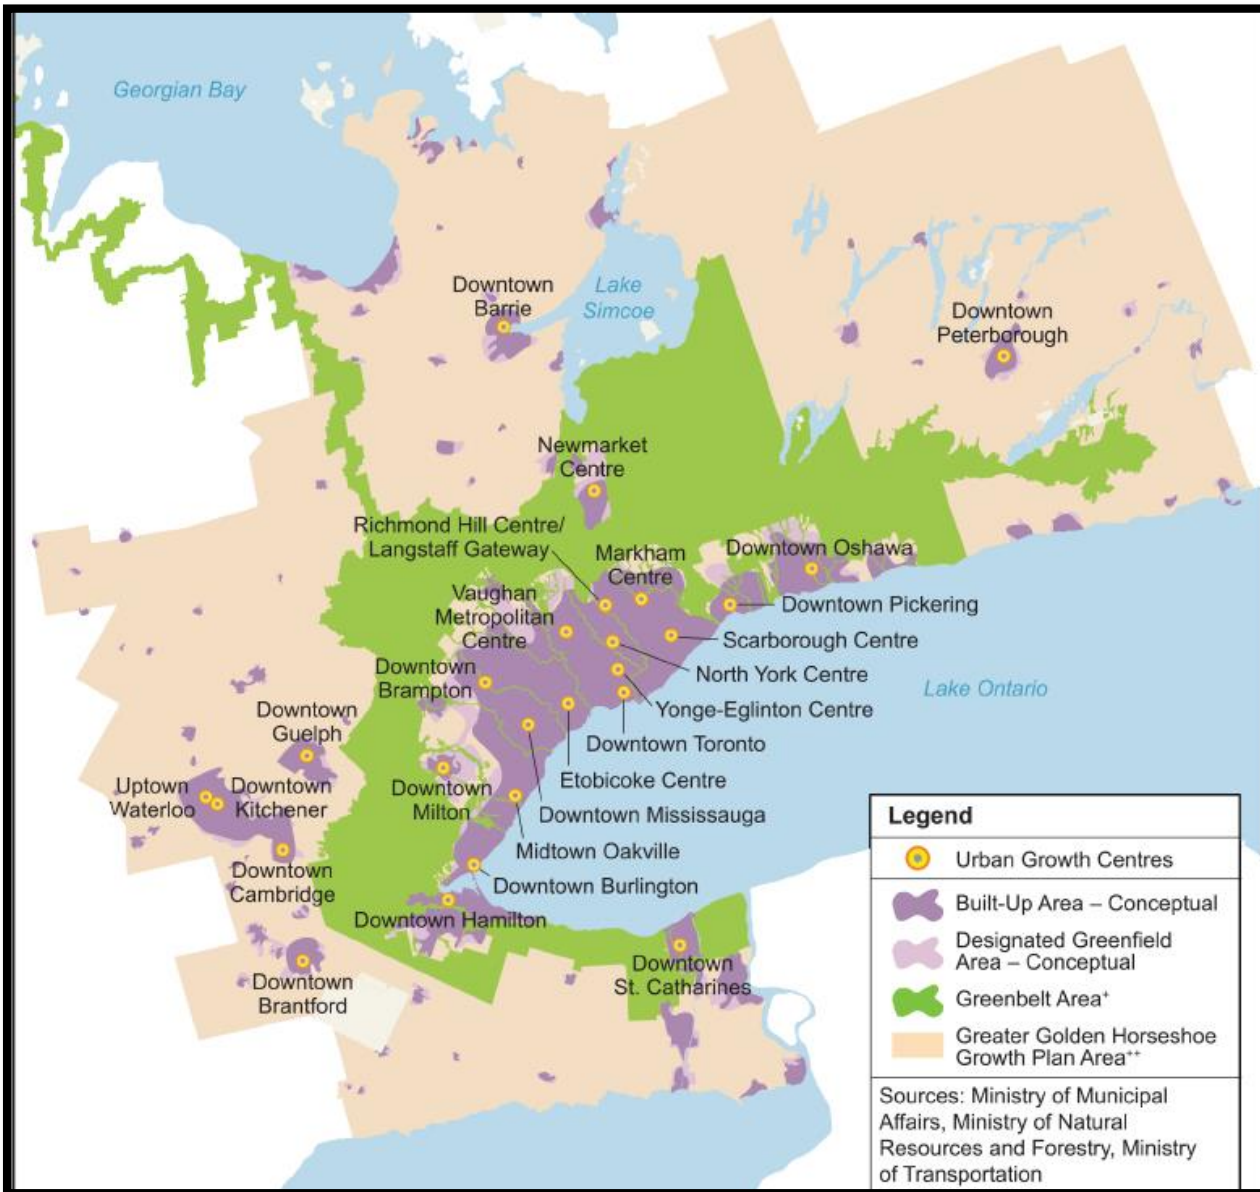 Georgian Bay
Downtown
Barrie
Lake
Simcoe
Downtown
Peterborough
Newmarket
Centre
Richmond Hill Centre/
Langstaff Gateway
Markham
Centre
Downtown Oshawa
Vaughan
Metropolitan
Centre
Downtown Pickering
Scarborough Centre
North York Centre
Lake Ontario
Downtown
Brampton
Yonge-Eglinton Centre
Downtown
Guelph
Downtown Toronto
Etobicoke Centre
Uptown
Waterloo
Downtown
Kitchener
Downtown
Milton
Downtown Mississauga
Midtown Oakville
Downtown
Cambridge
Downtown Burlington
Downtown Hamilton
Downtown
St. Catharines
Downtown
Brantford
Legend
Urban Growth Centres
Built-Up Area – Conceptual
Designated Greenfield
Area – Conceptual
Greenbelt Area+
Greater Golden Horseshoe
Growth Plan Area++
Sources: Ministry of Municipal
Affairs, Ministry of Natural
Resources and Forestry, Ministry
of Transportation